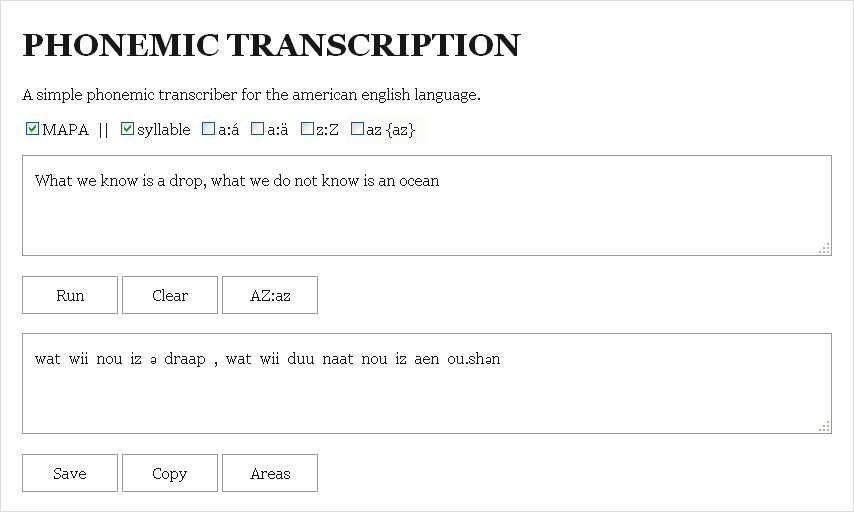 PHONEMIC TRANSCRIPTION
A simple phonemic transcriber for the american english language.
MAPA || syllable a:á a:ä z:Z az {az}
What we know is a drop, what we do not know is an ocean
Run Clear AZ:az
wat wii nou iz ə draap , wat wii duu naat nou iz aen ou.shən
Save Copy Areas